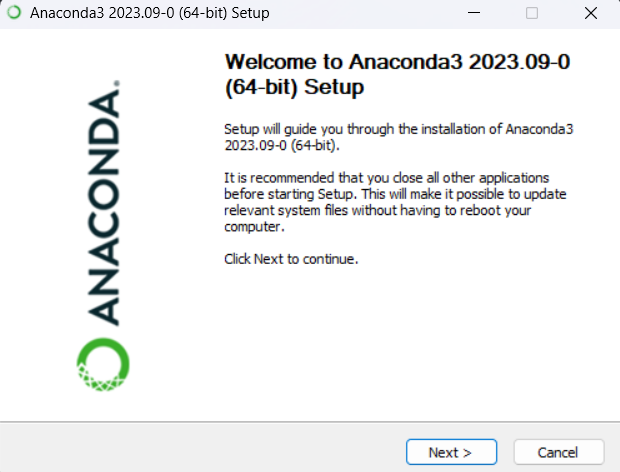 Anaconda3 2023.09-0 (64-bit) Setup
Welcome to Anaconda3 2023.09-0
(64-bit) Setup
Setup will guide you through the installation of Anaconda3
2023.09-0 (64-bit).
It is recommended that you close all other applications
before starting Setup. This will make it possible to update
relevant system files without having to reboot your
computer.
Click Next to continue.
ANACONDA.
Next >
Cancel